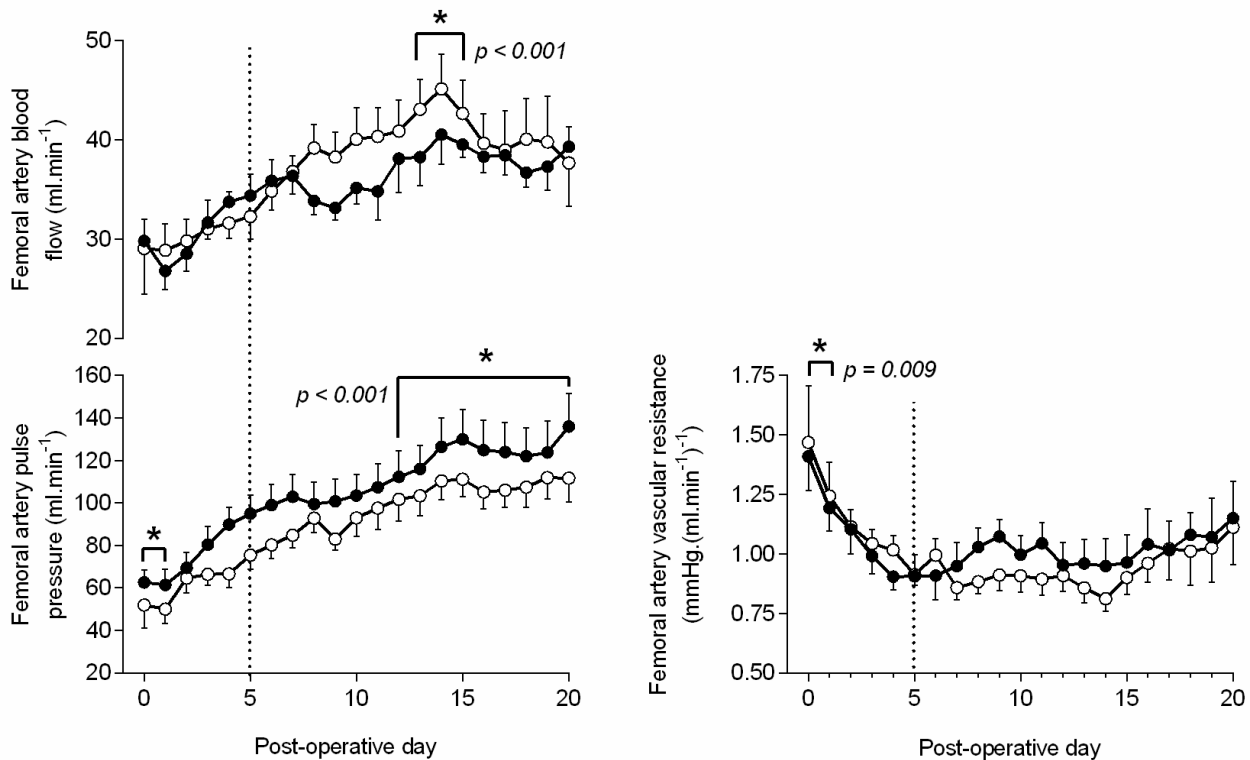 Femoral artery blood
flow (ml.min⁻¹)
50
40
30
20
*
p < 0.001
Femoral artery pulse
pressure (ml.min⁻¹)
160
140
120
100
80
60
40
20
*
p < 0.001
*
0 5 10 15 20
Post-operative day
Femoral artery vascular resistance
(mmHg.(ml.min⁻¹)⁻¹
1.75
1.50
1.25
1.00
0.75
0.50
*
p = 0.009
0 5 10 15 20
Post-operative day